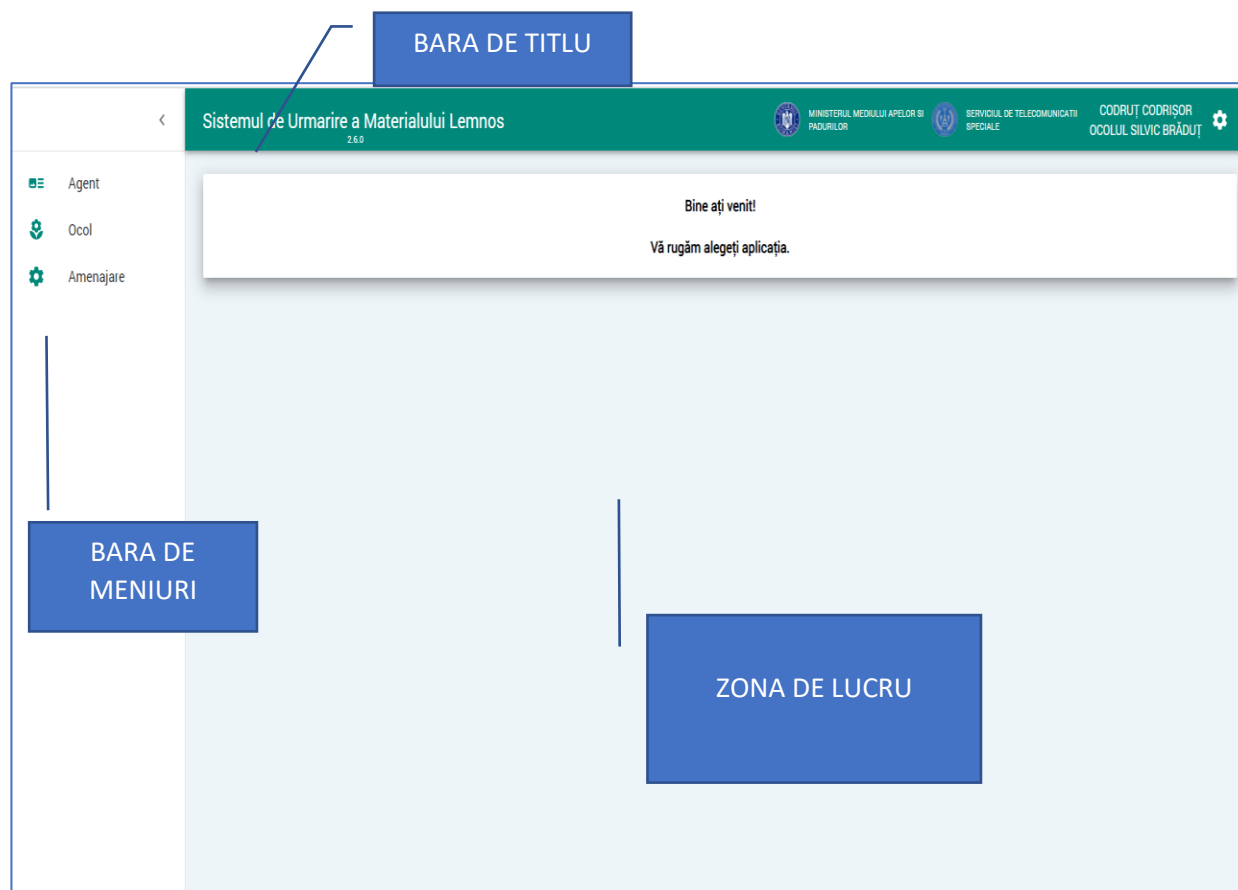 BARA DE TITLU
Sistemul de Urmarire a Materialului Lemnos
2.6.0
MINISTERUL MEDIULUI APELOR SI
PADURILOR
SERVICIUL DE TELECOMUNICATII
SPECIALE
CODRUȚ CODRIȘOR
OCOLUL SILVIC BRĂDUȚ
Agent
Ocol
Amenajare
Bine ați venit!
Vă rugăm alegeți aplicația.
BARA DE
MENIURI
ZONA DE LUCRU